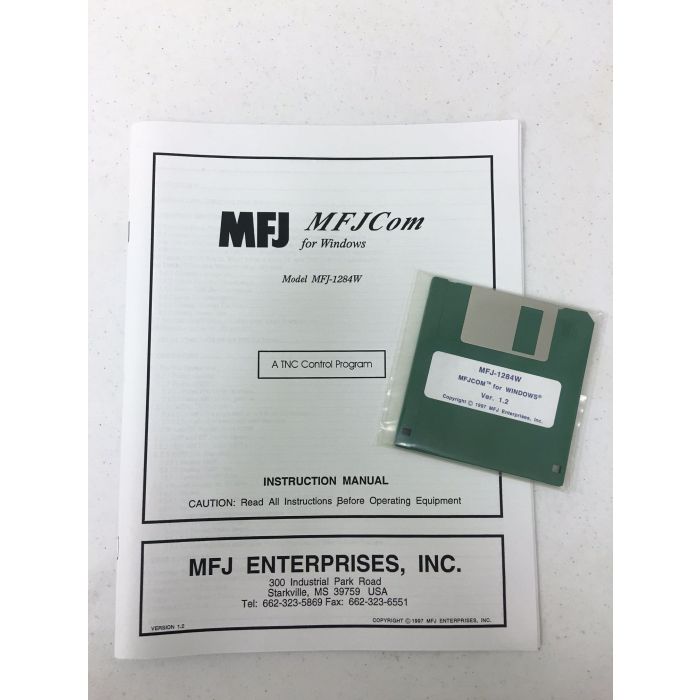 MFJ MFJCom
for Windows
Model MFJ-1284W
A TNC Control Program
INSTRUCTION MANUAL
CAUTION: Read All Instructions Before Operating Equipment
MFJ ENTERPRISES, INC.
300 Industrial Park Road
Starkville, MS 39759 USA
Tel: 662-323-5869 Fax: 662-323-6551
VERSION 1.2
COPYRIGHT © 1997 MFJ ENTERPRISES, INC.
MFJ-1284W
MFJCOM™ for WINDOWS®
Ver. 1.2
Copyright © 1997 MFJ Enterprises, Inc.